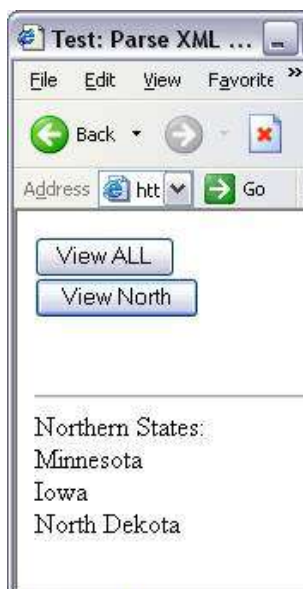 Test: Parse XML ...
File Edit View Favorite »
Back
Address htt Go
View ALL
View North
Northern States:
Minnesota
Iowa
North Dekota